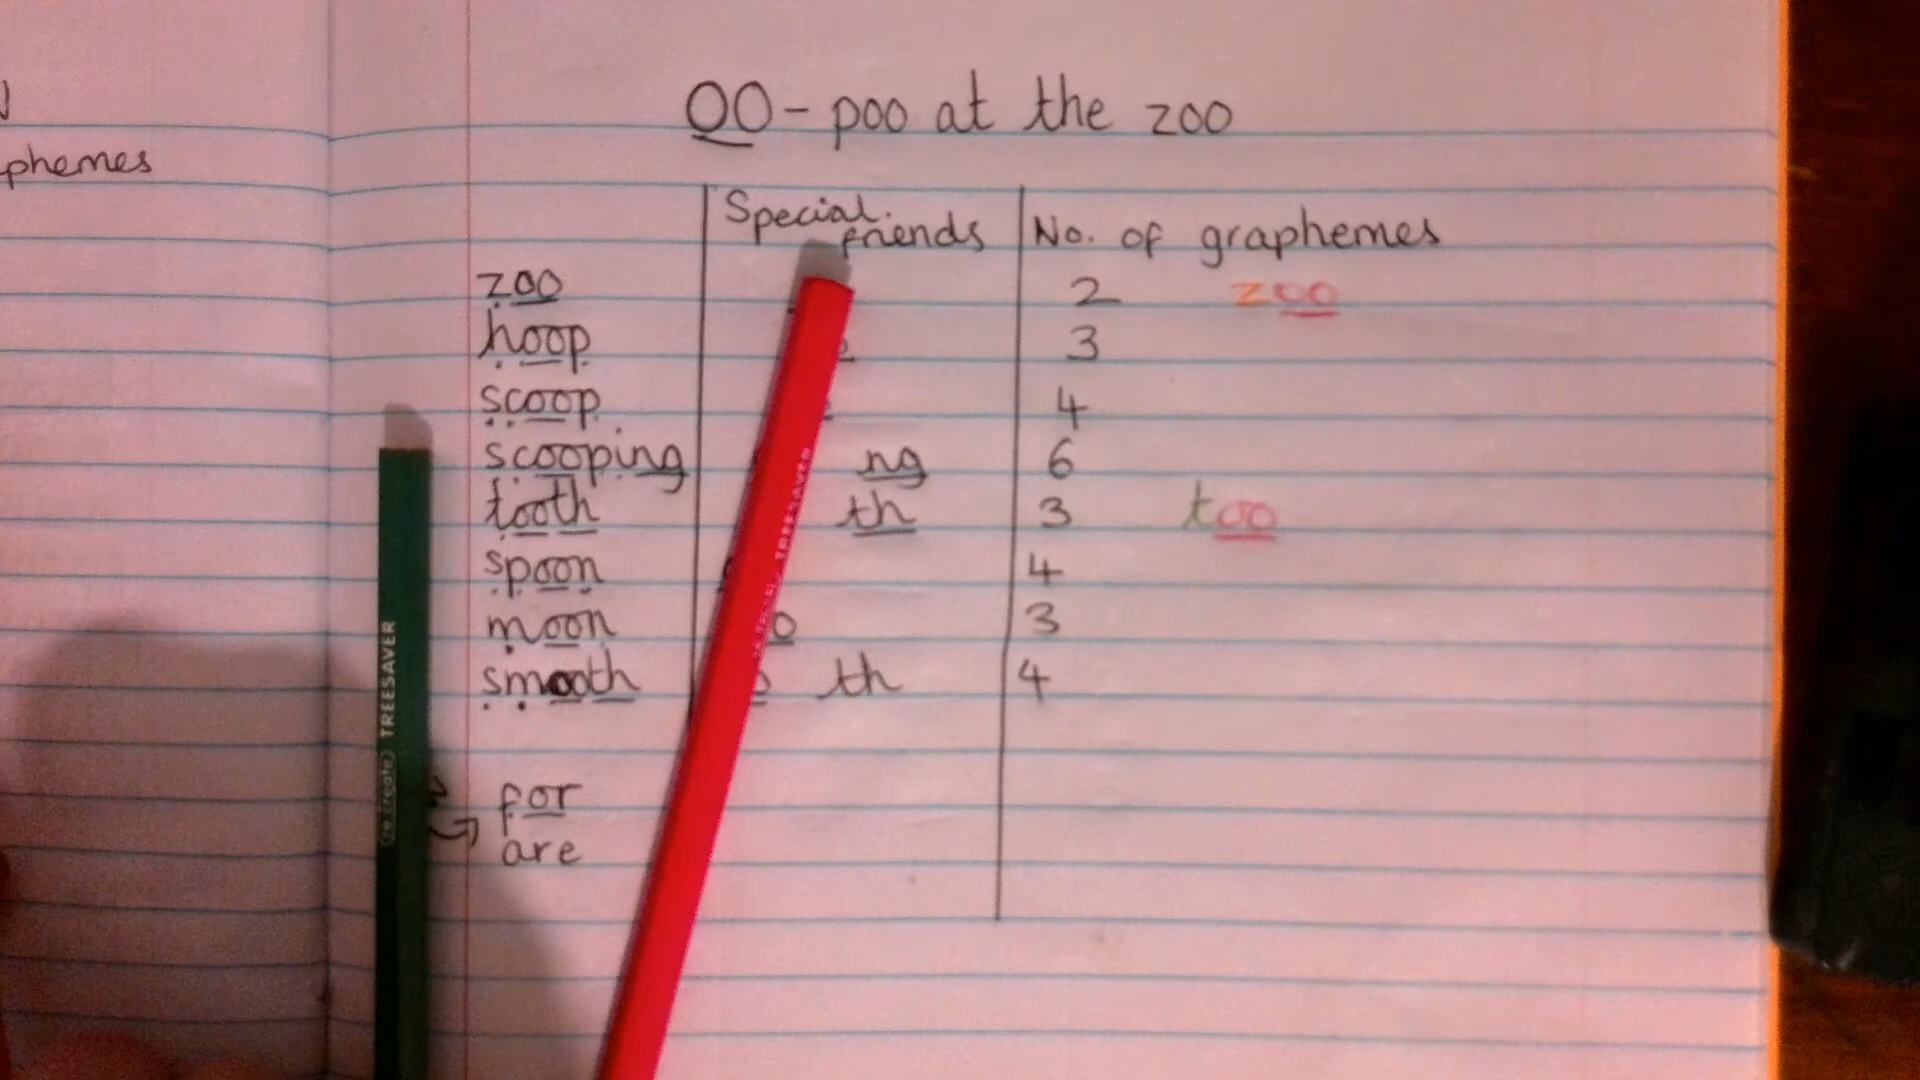 phemes
OO - poo at the zoo
Special friends No. of graphemes
zoo 2 zoo
hoop 3
scoop 4
scooping ng 6
tooth th 3 too
spoon 4
moon o 3
smooth th 4
for
are
TREESAVER
TREESAVER